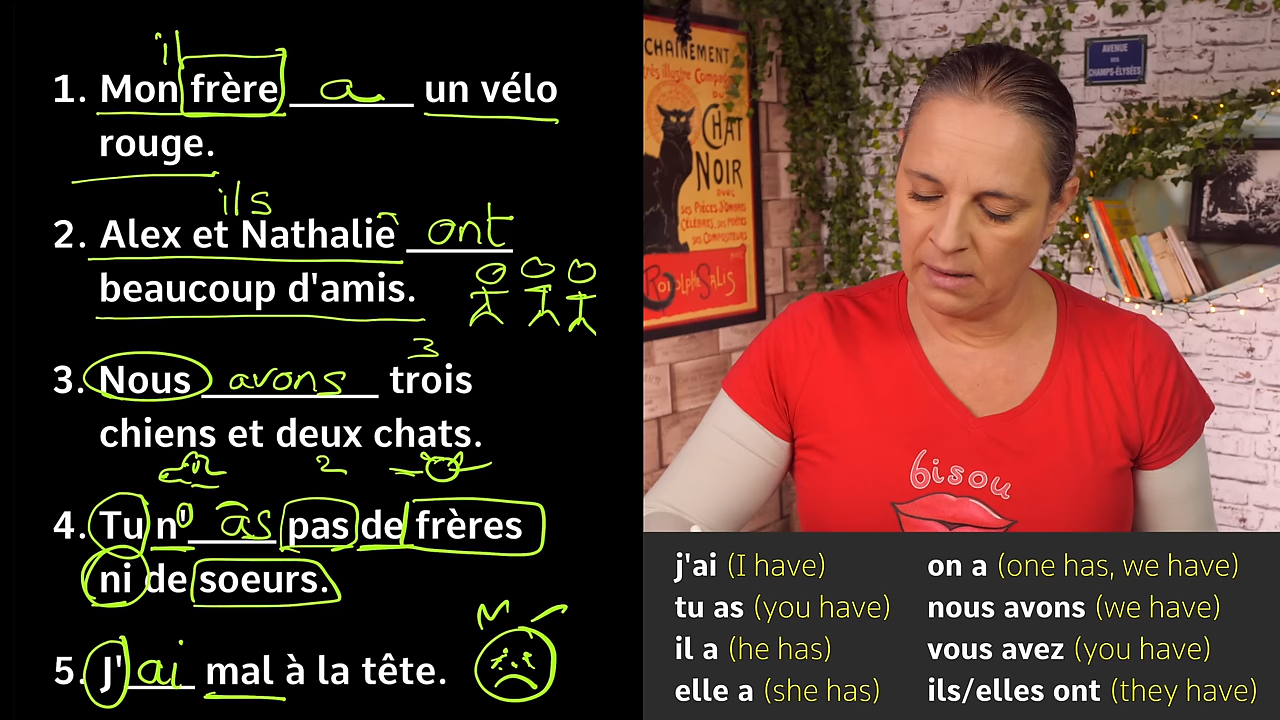 il
1. Mon frère a un vélo
rouge.
ils
2. Alex et Nathalie ont
beaucoup d'amis.
3
3. Nous avons trois
chiens et deux chats.
2
4. Tu n' as pas de frères
ni de soeurs.
5. J' ai mal à la tête.
CHAT
NOIR
RODOLPHE SALIS
AVENUE
DES
CHAMPS-ÉLYSÉES
bisou
j'ai (I have)
tu as (you have)
il a (he has)
elle a (she has)
on a (one has, we have)
nous avons (we have)
vous avez (you have)
ils/elles ont (they have)